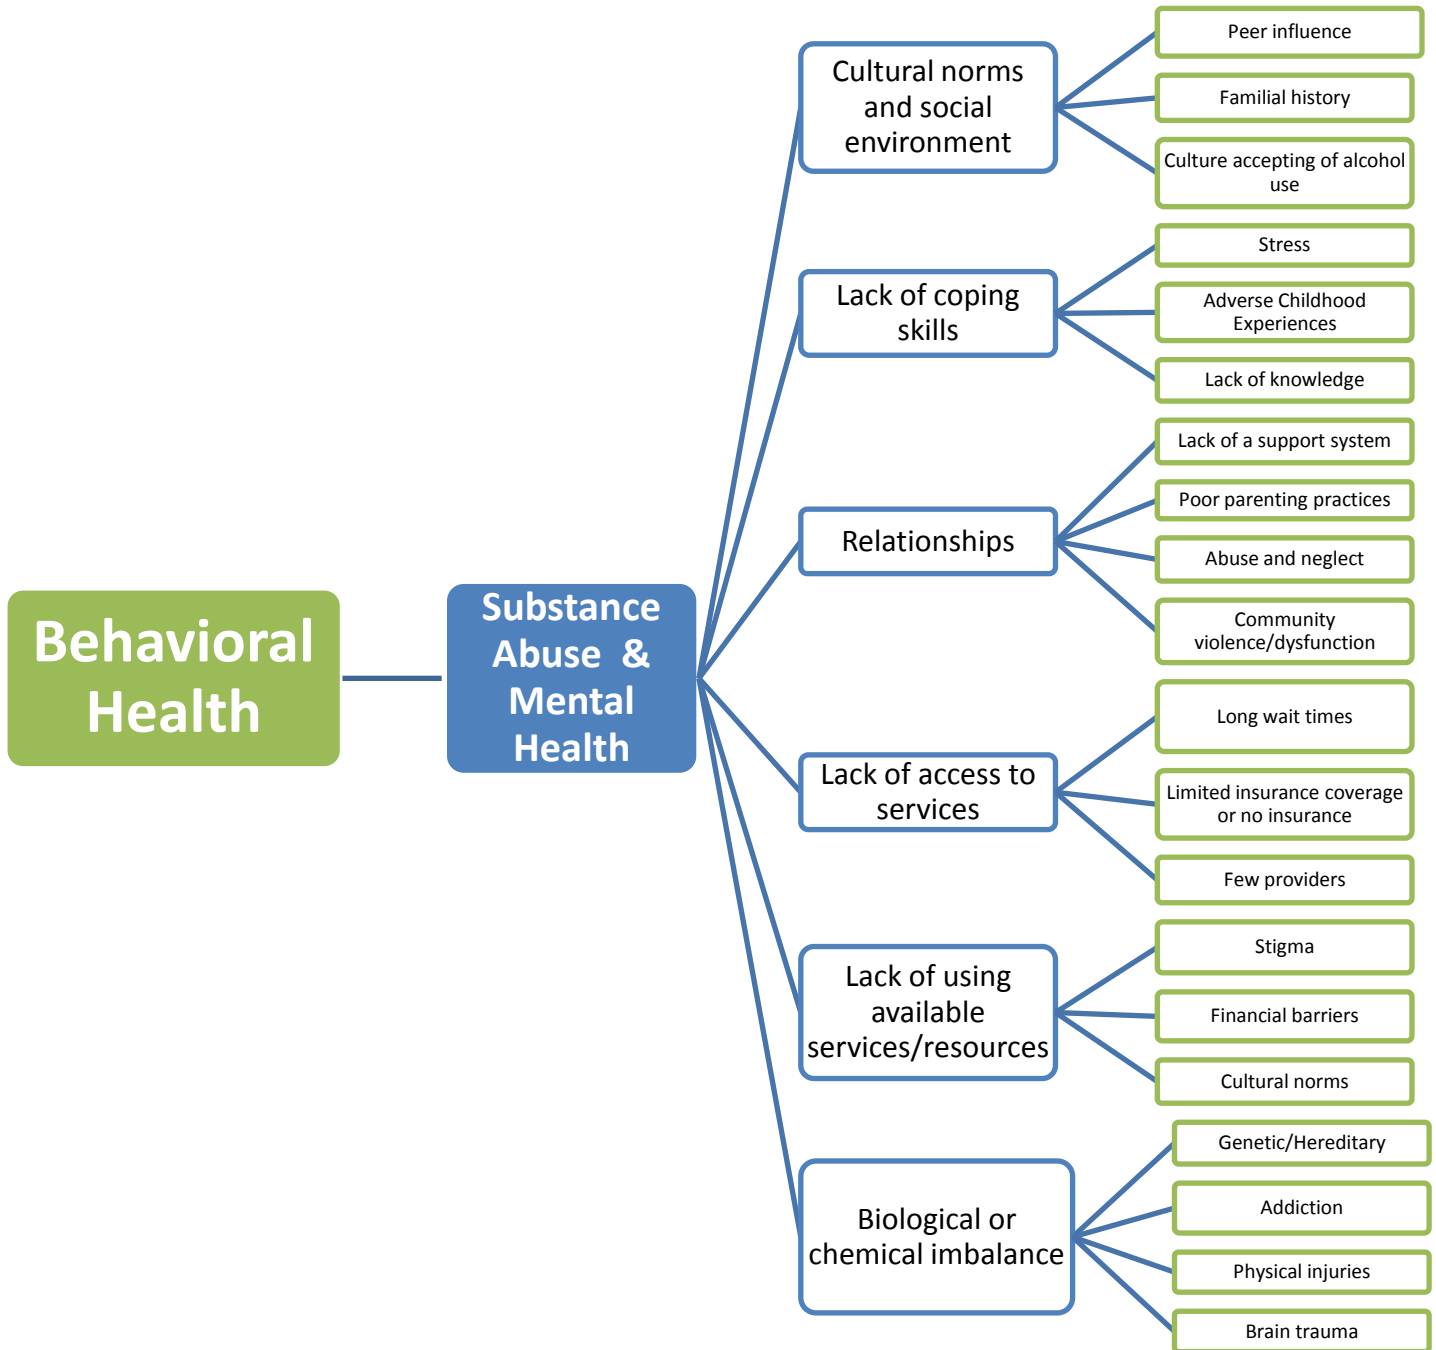 Behavioral
Health
Substance
Abuse & 
Mental
Health
Cultural norms
and social
environment
Peer influence
Familial history
Culture accepting of alcohol
use
Lack of coping
skills
Stress
Adverse Childhood
Experiences
Lack of knowledge
Relationships
Lack of a support system
Poor parenting practices
Abuse and neglect
Community
violence/dysfunction
Lack of access to
services
Long wait times
Limited insurance coverage
or no insurance
Few providers
Lack of using
available
services/resources
Stigma
Financial barriers
Cultural norms
Biological or
chemical imbalance
Genetic/Hereditary
Addiction
Physical injuries
Brain trauma